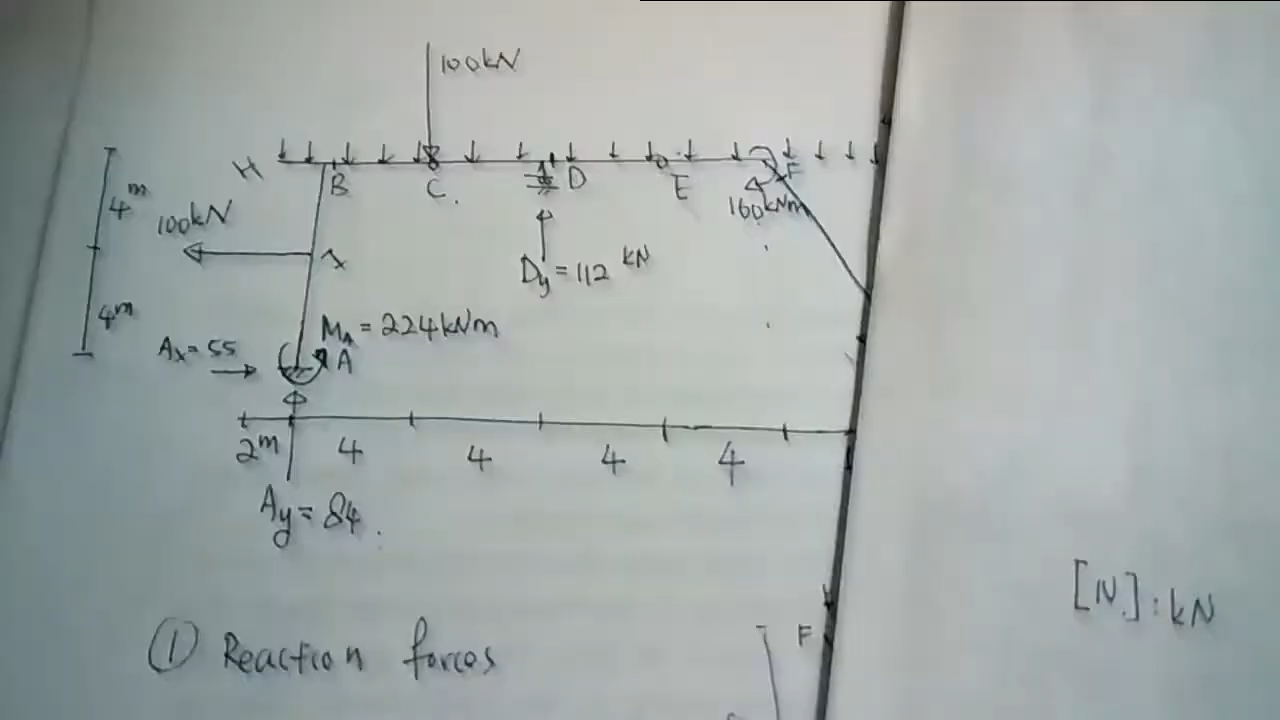 100kN
H
B
C
D
E
F
4m
100kN
160kNm
Dy = 112 kN
4m
MA = 224kNm
Ax = 55
A
2m 4 4 4 4
Ay = 84
[N]: kN
① Reaction forces
F